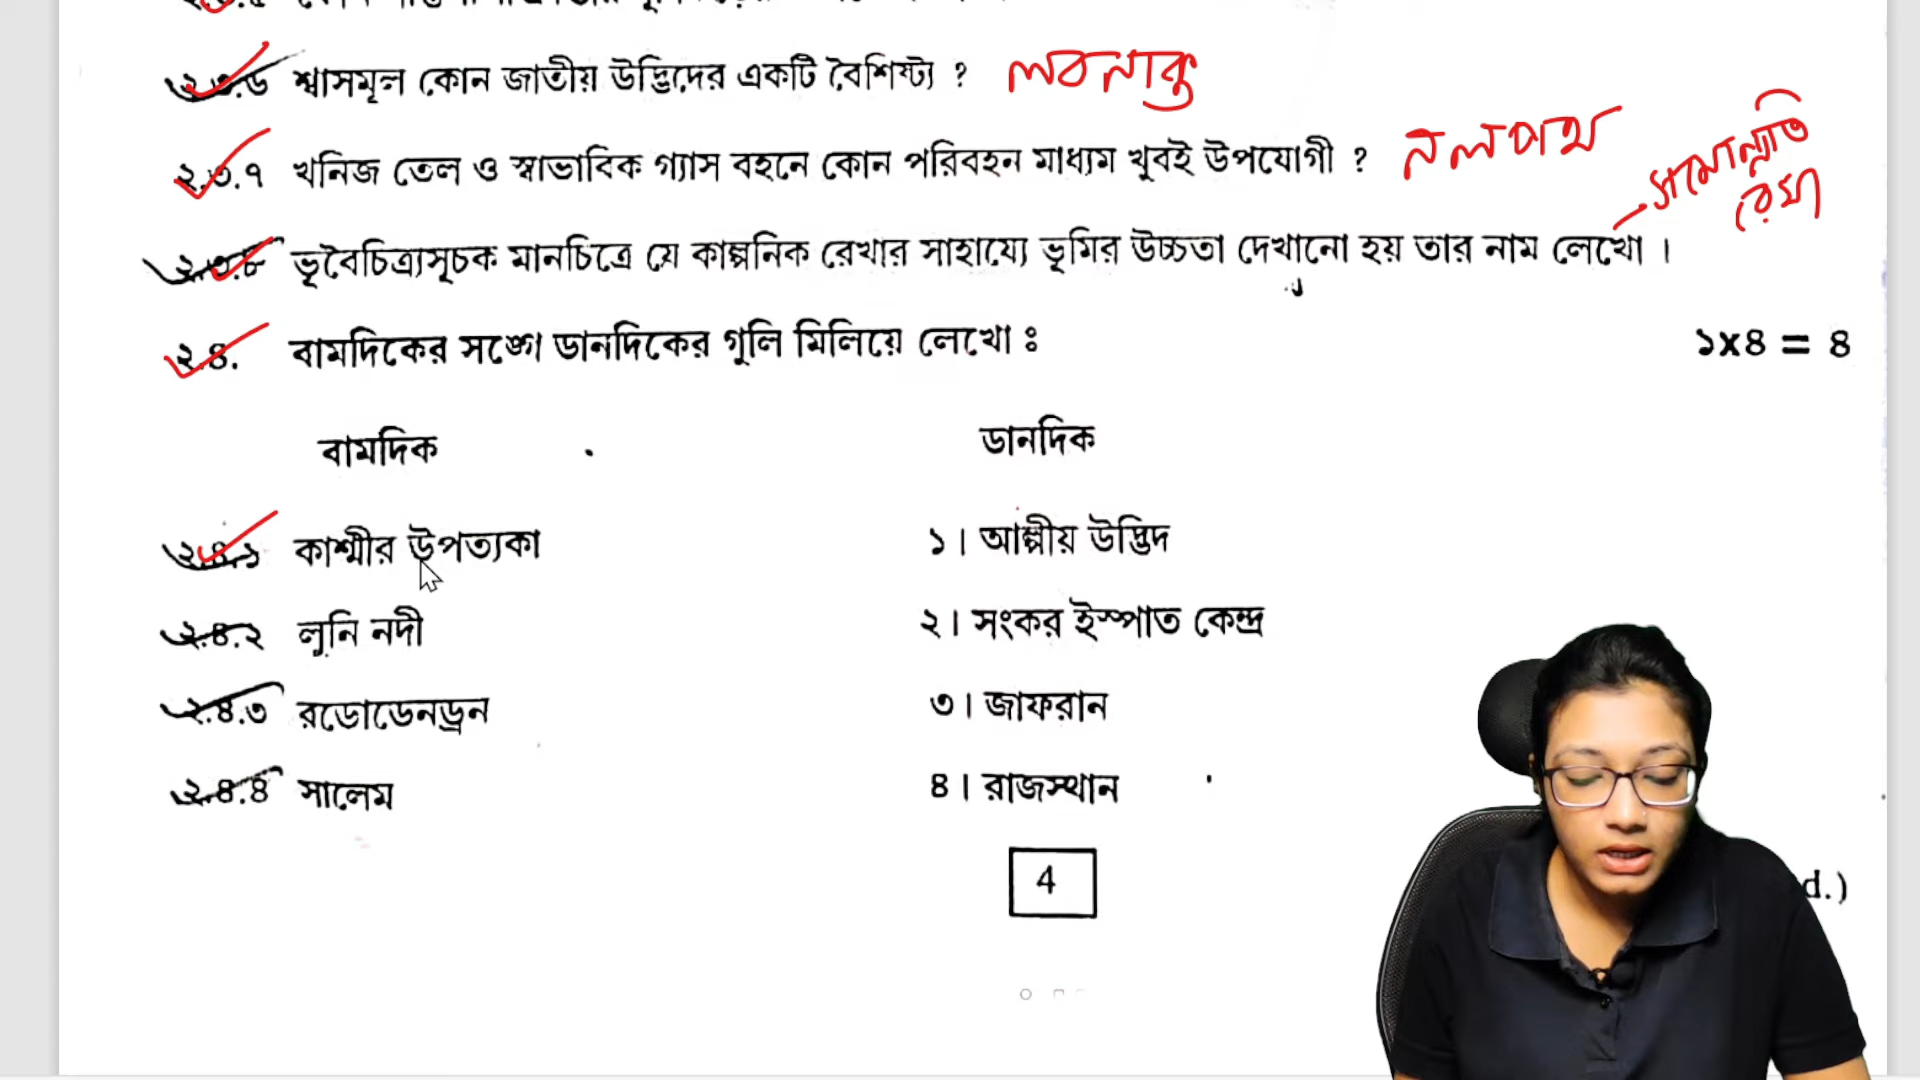 ২.৩.৬ শ্বাসমূল কোন জাতীয় উদ্ভিদের একটি বৈশিষ্ট্য ? লবনাক্ত
২.৩.৭ খনিজ তেল ও স্বাভাবিক গ্যাস বহনে কোন পরিবহন মাধ্যম খুবই উপযোগী ? নলপথ
২.৩.৮ ভূবৈচিত্র্যসূচক মানচিত্রে যে কাল্পনিক রেখার সাহায্যে ভূমির উচ্চতা দেখানো হয় তার নাম লেখো । সমোন্নতি
রেখা
২.৪. বামদিকের সঙ্গে ডানদিকের গুলি মিলিয়ে লেখো ঃ ১x৪ = ৪
বামদিক ডানদিক
২.৪.১ কাশ্মীর উপত্যকা ১। আল্পীয় উদ্ভিদ
২.৪.২ লুনি নদী ২। সংকর ইস্পাত কেন্দ্র
২.৪.৩ রডোডেনড্রন ৩। জাফরান
২.৪.৪ সালেম ৪। রাজস্থান
4
d.)